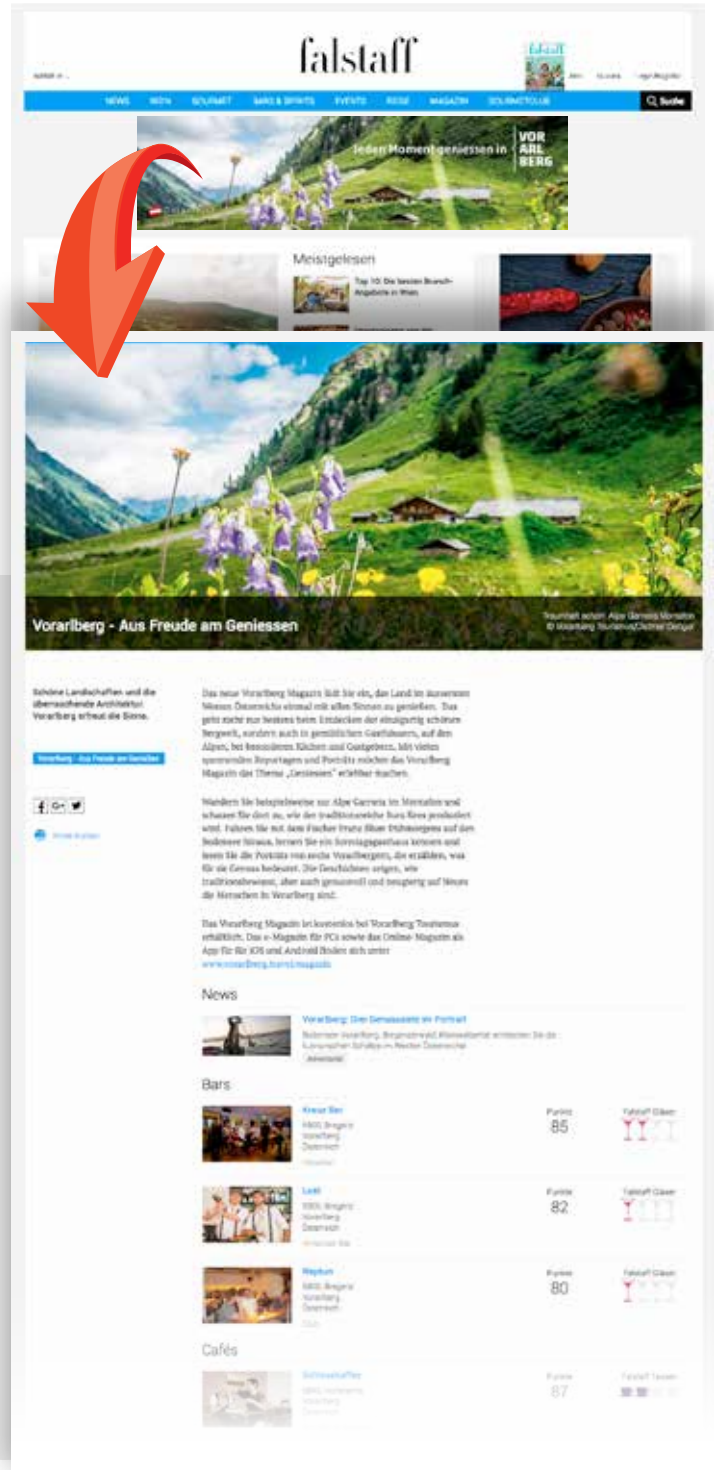 falstaff
NEWS WEIN GOURMET BARS & SPIRITS EVENTS REISE MAGAZIN GOURMETCLUB Suche
Jeden Moment geniessen in
VOR
ARL
BERG
Meistgelesen
Top 10: Die besten Brunch-
Angebote in Wien
Vorarlberg - Aus Freude am Geniessen
Traumhaft schön: Alpe Garnera Montafon
© Vorarlberg Tourismus/Dietmar Denger
Schöne Landschaften und die
überraschende Architektur:
Vorarlberg erfreut die Sinne.
Vorarlberg - Aus Freude am Genießen
Das neue Vorarlberg Magazin lädt Sie ein, das Land im äussersten
Westen Österreichs einmal mit allen Sinnen zu genießen. Das
geht nicht nur bestens beim Entdecken der einzigartig schönen
Bergwelt, sondern auch in gemütlichen Gasthäusern, auf den
Alpen, bei besonderen Köchen und Gastgebern. Mit vielen
spannenden Reportagen und Porträts möchte das Vorarlberg
Magazin das Thema „Geniessen“ erlebbar machen.
Wandern Sie beispielsweise zur Alpe Garnera im Montafon und
schauen Sie dort zu, wie der traditionsreiche Sura Kees produziert
wird. Fahren Sie mit dem Fischer Franz Blum frühmorgens auf den
Bodensee hinaus, lernen Sie ein Sonntagsgasthaus kennen und
lesen Sie die Porträts von sechs Vorarlbergern, die erzählen, was
für sie Genuss bedeutet. Die Geschichten zeigen, wie
traditionsbewusst, aber auch genussvoll und neugierig auf Neues
die Menschen in Vorarlberg sind.
Das Vorarlberg Magazin ist kostenlos bei Vorarlberg Tourismus
erhältlich. Das e-Magazin für PCs sowie das Online-Magazin als
App für für iOS und Android finden sich unter
www.vorarlberg.travel/magazin
News
Vorarlberg: Drei Genussziele im Portrait
Advertorial
Bars
Kreuz Bar
6900, Bregenz
Vorarlberg
Österreich
Punkte
85
Falstaff Gläser
6900, Bregenz
Vorarlberg
Österreich
Punkte
82
Falstaff Gläser
Neptun
6900, Bregenz
Vorarlberg
Österreich
Punkte
80
Falstaff Gläser
Cafés
Schlosskaffee
Vorarlberg
Österreich
Punkte
87
Falstaff Tassen